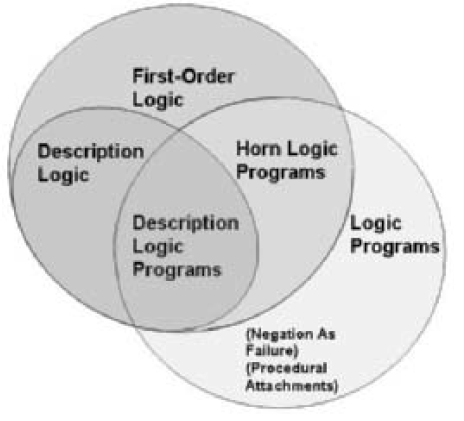 First-Order
Logic
Description
Logic
Horn Logic
Programs
Description
Logic
Programs
Logic
Programs
(Negation As
Failure)
(Procedural
Attachments)